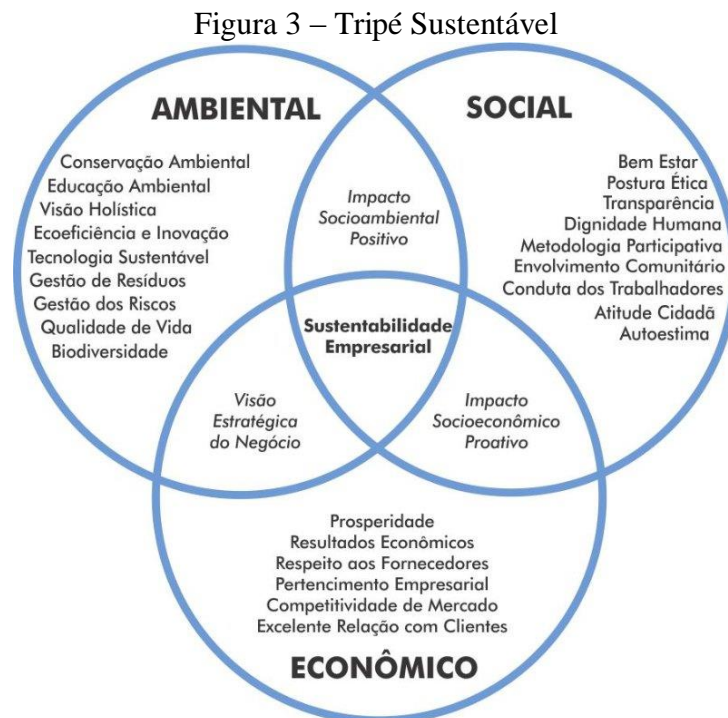 Figura 3 – Tripé Sustentável
AMBIENTAL
Conservação Ambiental
Educação Ambiental
Visão Holística
Ecoeficiência e Inovação
Tecnologia Sustentável
Gestão de Resíduos
Gestão dos Riscos
Qualidade de Vida
Biodiversidade
SOCIAL
Bem Estar
Postura Ética
Transparência
Dignidade Humana
Metodologia Participativa
Envolvimento Comunitário
Conduta dos Trabalhadores
Atitude Cidadã
Autoestima
Impacto
Socioambiental
Positivo
Sustentabilidade
Empresarial
Visão
Estratégica
do Negócio
Impacto
Socioeconômico
Proativo
Prosperidade
Resultados Econômicos
Respeito aos Fornecedores
Pertencimento Empresarial
Competitividade de Mercado
Excelente Relação com Clientes
ECONÔMICO